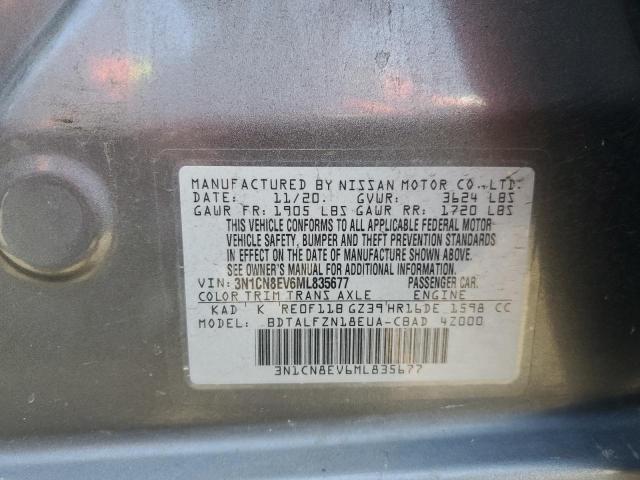 MANUFACTURED BY NISSAN MOTOR CO., LTD.
DATE: 11/20. GVWR: 3624 LBS
GAWR FR: 1905 LBS GAWR RR: 1720 LBS
THIS VEHICLE CONFORMS TO ALL APPLICABLE FEDERAL MOTOR
VEHICLE SAFETY, BUMPER AND THEFT PREVENTION STANDARDS
IN EFFECT ON THE DATE OF MANUFACTURE SHOWN ABOVE.
SEE OWNER'S MANUAL FOR ADDITIONAL INFORMATION
VIN: 3N1CN8EV6ML835677 PASSENGER CAR.
COLOR TRIM TRANS AXLE ENGINE
KAD K RE0F11B GZ39 HR16DE 1598 CC
MODEL: BDTALFZN18EUA-CBAD 4Z000
3N1CN8EV6ML835677